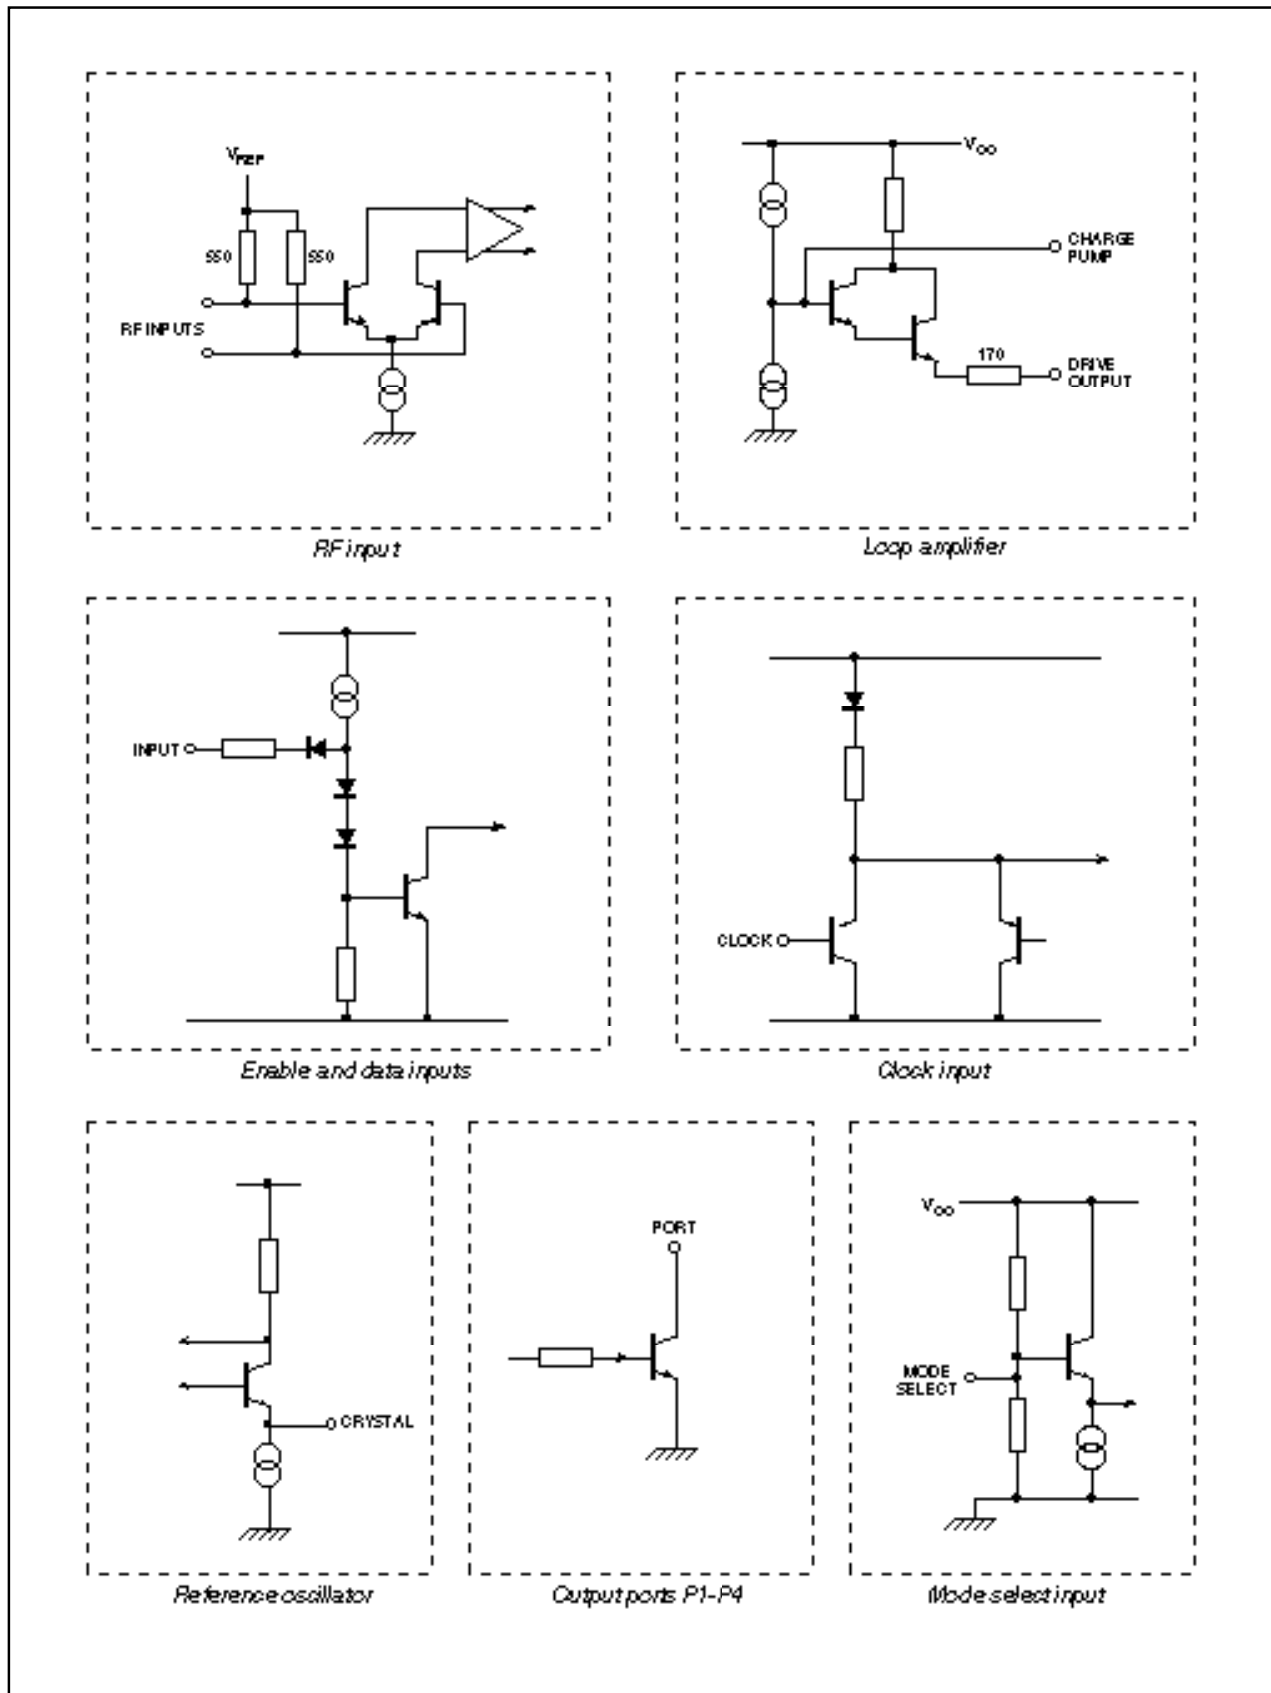 VREF
550
550
RF INPUTS
RF input
VCC
CHARGE
PUMP
170
DRIVE
OUTPUT
Loop amplifier
INPUT
Enable and data inputs
CLOCK
Clock input
CRYSTAL
Reference oscillator
PORT
Output ports P1-P4
VCC
MODE
SELECT
Mode select input